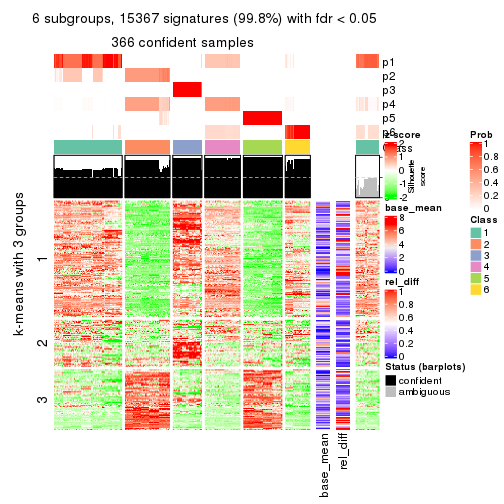 6 subgroups, 15367 signatures (99.8%) with fdr < 0.05
366 confident samples
p1
p2
p3
p4
p5
p6
Class
z-score
2
1
0
-1
-2
Silhouette
score
Prob
1
0.8
0.6
0.4
0.2
0
base_mean
8
6
4
2
0
Class
1
2
3
4
5
6
rel_diff
1
0.8
0.6
0.4
0.2
0
Status (barplots)
confident
ambiguous
k-means with 3 groups
1
2
3
base_mean
rel_diff